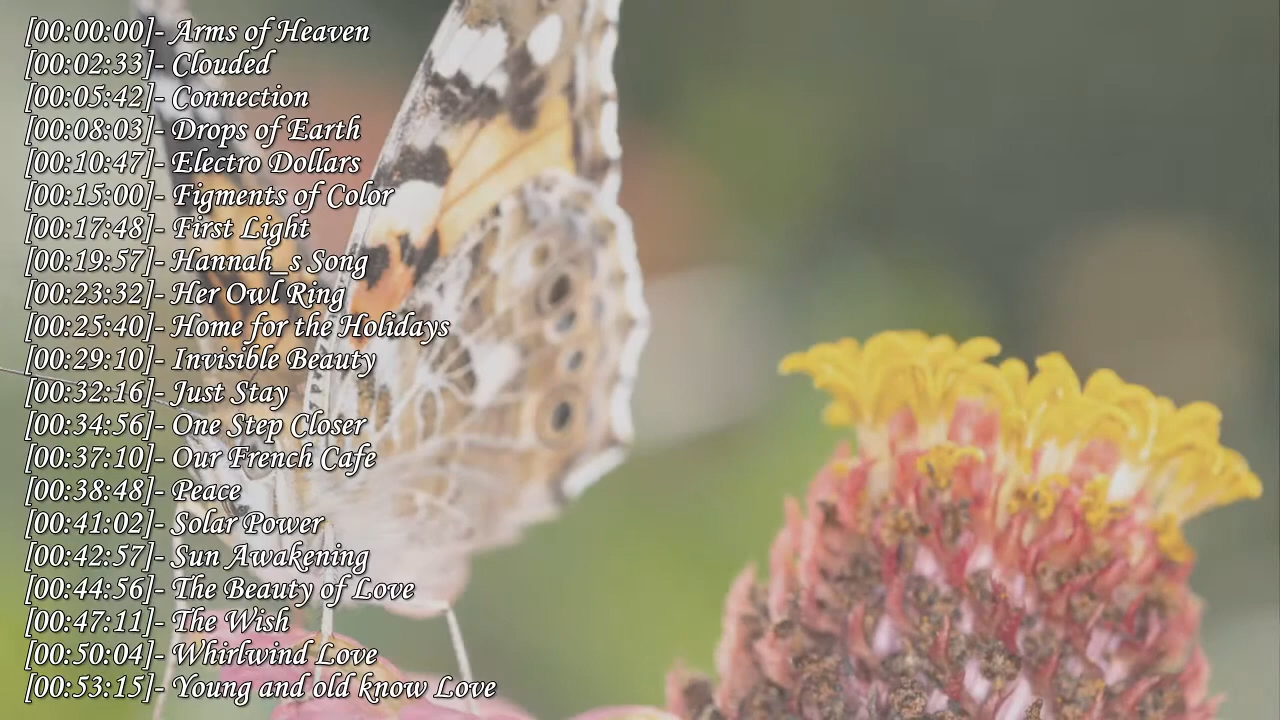 [00:00:00]- Arms of Heaven
[00:02:33]- Clouded
[00:05:42]- Connection
[00:08:03]- Drops of Earth
[00:10:47]- Electro Dollars
[00:15:00]- Figments of Color
[00:17:48]- First Light
[00:19:57]- Hannah_s Song
[00:23:32]- Her Owl Ring
[00:25:40]- Home for the Holidays
[00:29:10]- Invisible Beauty
[00:32:16]- Just Stay
[00:34:56]- One Step Closer
[00:37:10]- Our French Cafe
[00:38:48]- Peace
[00:41:02]- Solar Power
[00:42:57]- Sun Awakening
[00:44:56]- The Beauty of Love
[00:47:11]- The Wish
[00:50:04]- Whirlwind Love
[00:53:15]- Young and old know Love